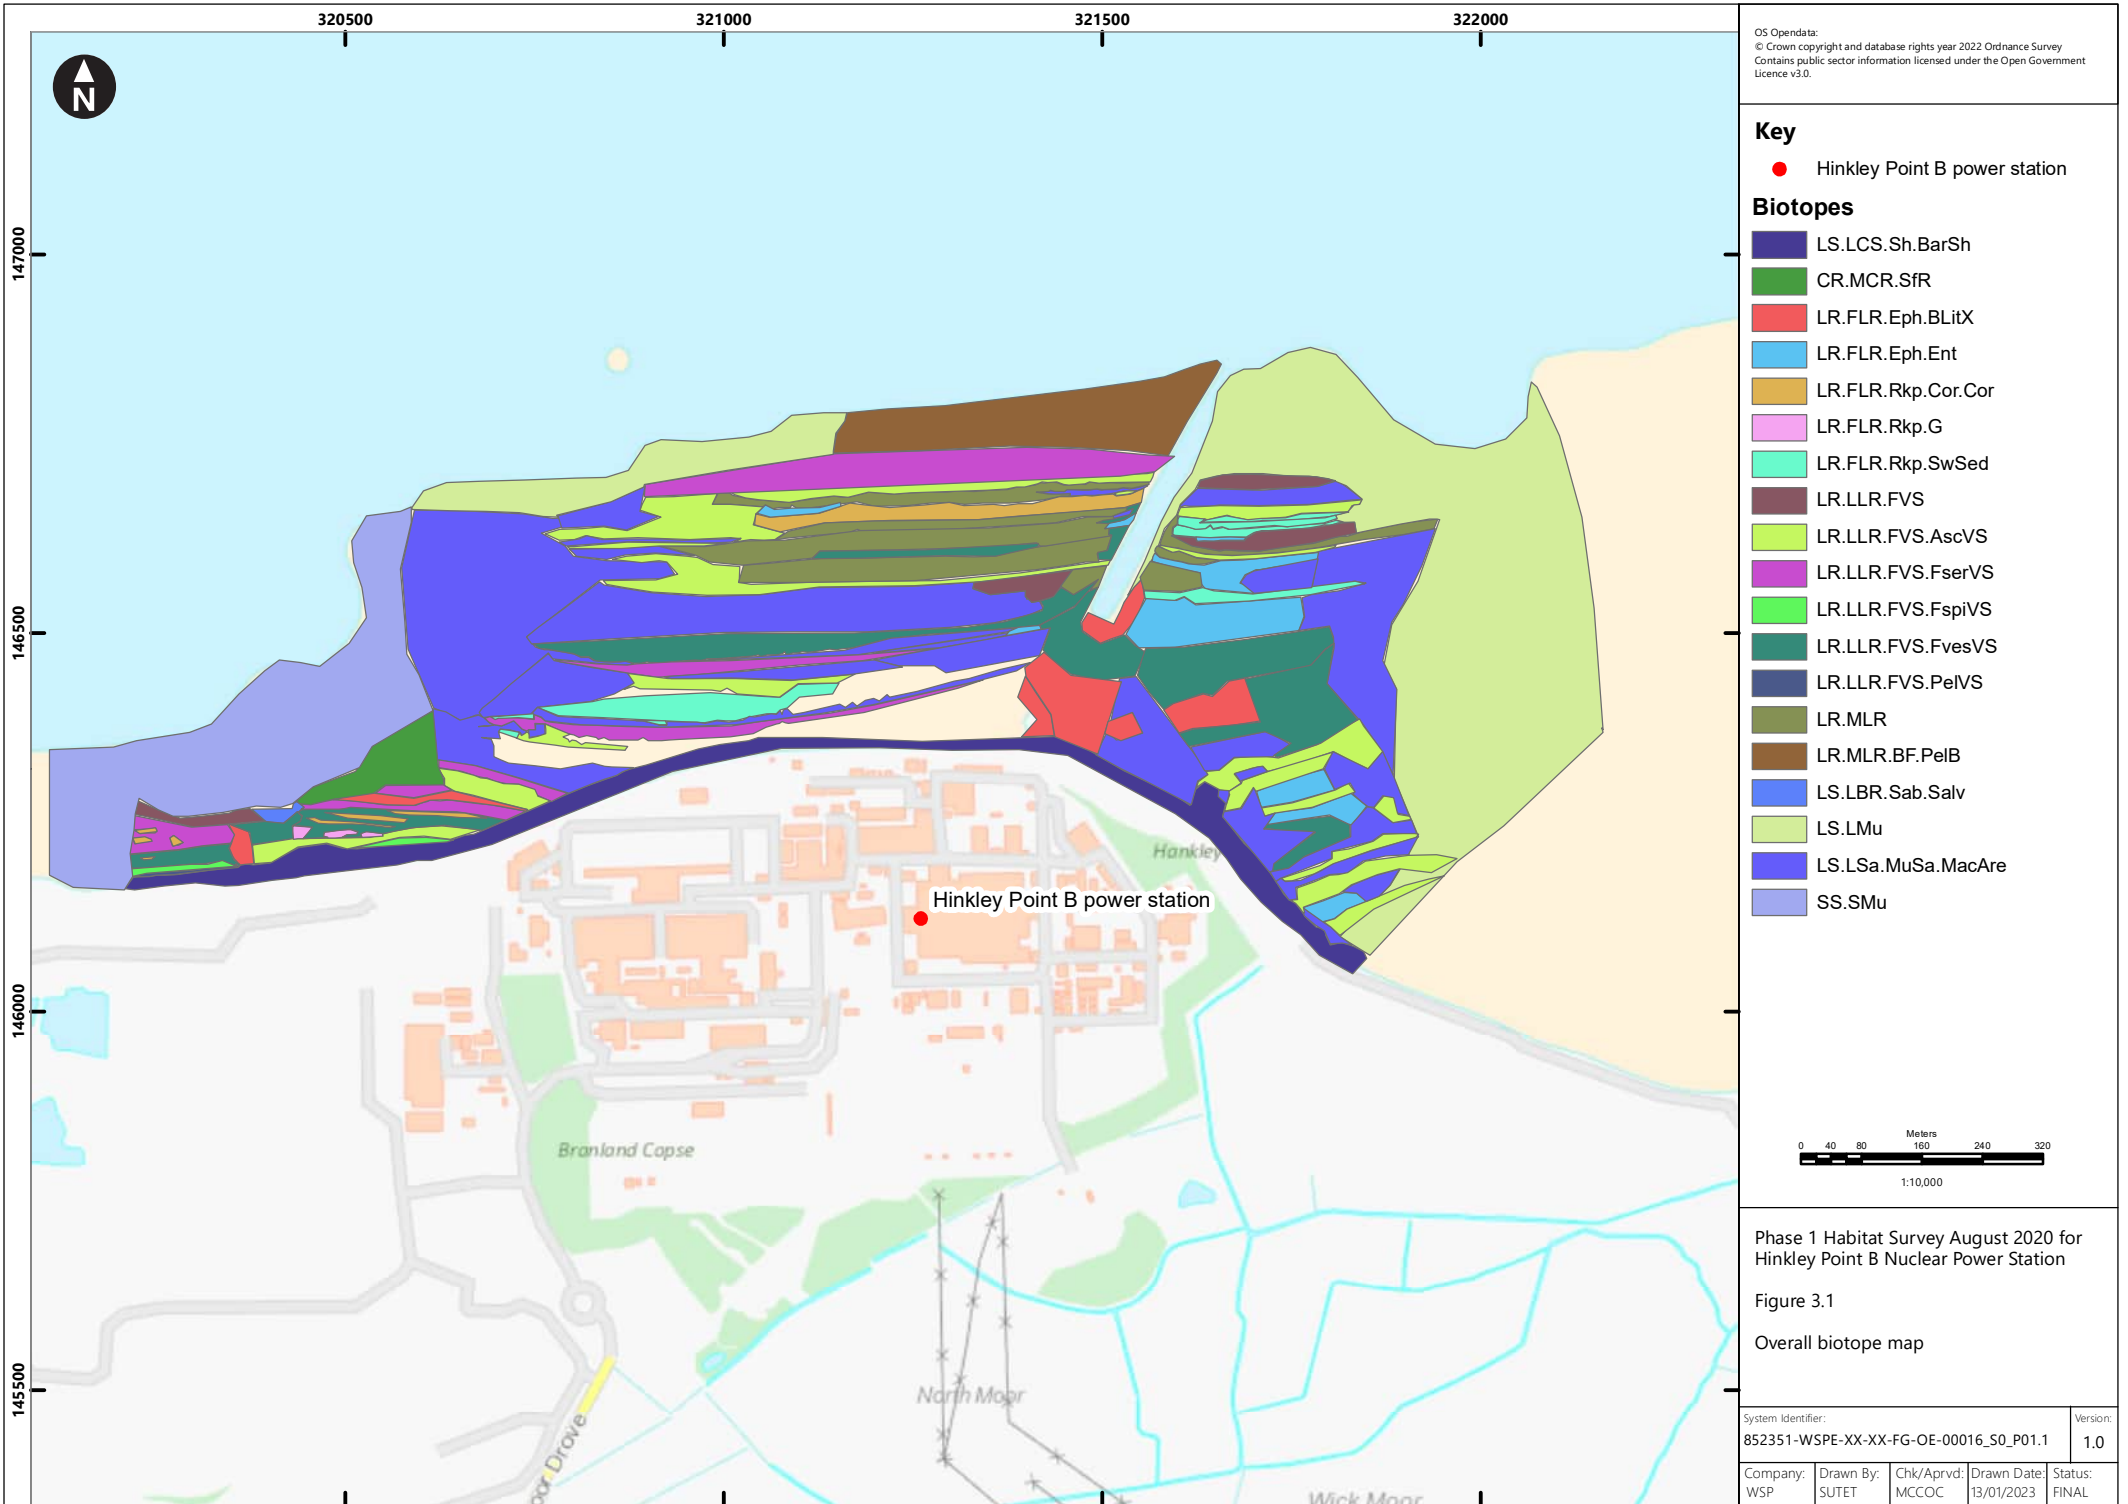 320500
321000
321500
322000
147000
146500
146000
145500
N
Hankley
Hinkley Point B power station
Branland Copse
North Moor
Drove
Wick Moor
OS Opendata:
© Crown copyright and database rights year 2022 Ordnance Survey
Contains public sector information licensed under the Open Government
Licence v3.0.
Key
Hinkley Point B power station
Biotopes
LS.LCS.Sh.BarSh
CR.MCR.SfR
LR.FLR.Eph.BLitX
LR.FLR.Eph.Ent
LR.FLR.Rkp.Cor.Cor
LR.FLR.Rkp.G
LR.FLR.Rkp.SwSed
LR.LLR.FVS
LR.LLR.FVS.AscVS
LR.LLR.FVS.FserVS
LR.LLR.FVS.FspiVS
LR.LLR.FVS.FvesVS
LR.LLR.FVS.PelVS
LR.MLR
LR.MLR.BF.PelB
LS.LBR.Sab.Salv
LS.LMu
LS.LSa.MuSa.MacAre
SS.SMu
Meters
0 40 80 160 240 320
1:10,000
Phase 1 Habitat Survey August 2020 for
Hinkley Point B Nuclear Power Station
Figure 3.1
Overall biotope map
System Identifier: Version:
852351-WSPE-XX-XX-FG-OE-00016_S0_P01.1 1.0
Company: Drawn By: Chk/Aprvd: Drawn Date: Status:
WSP SUTET MCCOC 13/01/2023 FINAL